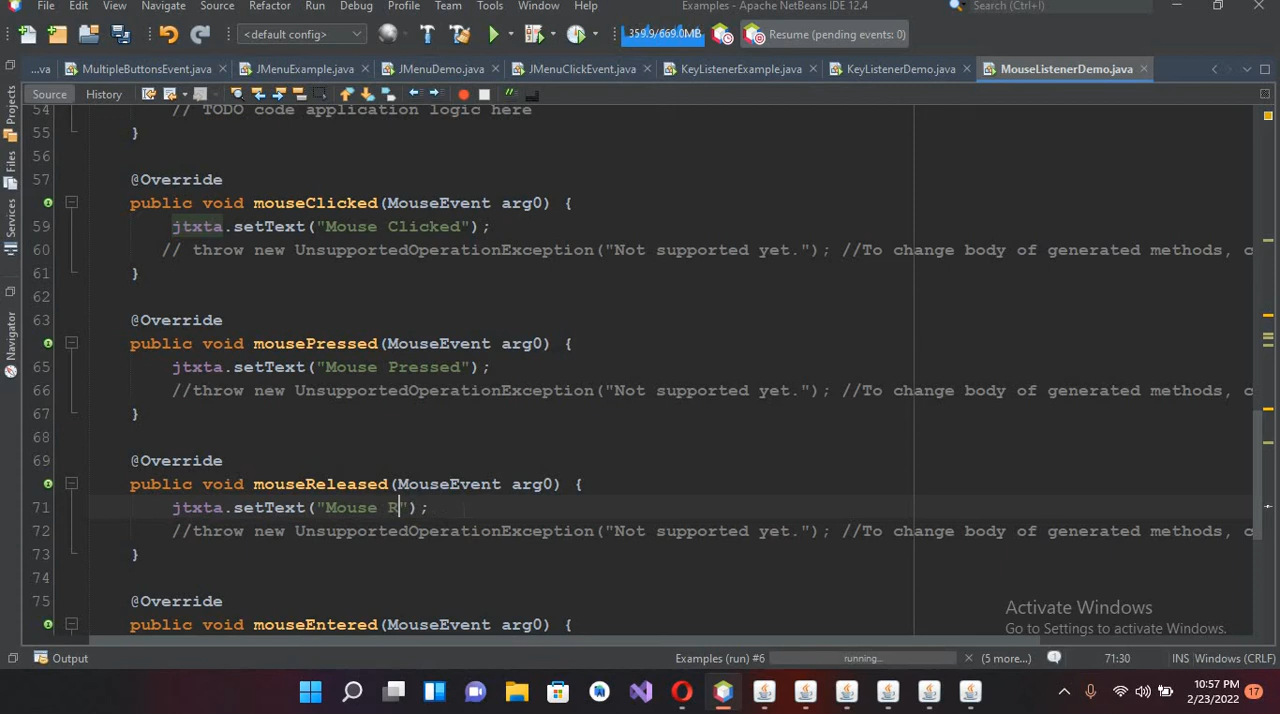 File Edit View Navigate Source Refactor Run Debug Profile Team Tools Window Help Examples - Apache NetBeans IDE 12.4 Search (Ctrl+I)
<default config> 359.9/669.0MB Resume (pending events: 0)
...va MultipleButtonsEvent.java JMenuExample.java JMenuDemo.java JMenuClickEvent.java KeyListenerExample.java KeyListenerDemo.java MouseListenerDemo.java
Source History
Projects
Files
Services
Navigator
54 // TODO code application logic here
55 }
56
57 @Override
public void mouseClicked(MouseEvent arg0) {
59 jtxta.setText("Mouse Clicked");
60 // throw new UnsupportedOperationException("Not supported yet."); //To change body of generated methods, c
61 }
62
63 @Override
public void mousePressed(MouseEvent arg0) {
65 jtxta.setText("Mouse Pressed");
66 //throw new UnsupportedOperationException("Not supported yet."); //To change body of generated methods, c
67 }
68
69 @Override
public void mouseReleased(MouseEvent arg0) {
71 jtxta.setText("Mouse R");
72 //throw new UnsupportedOperationException("Not supported yet."); //To change body of generated methods, c
73 }
74
75 @Override
public void mouseEntered(MouseEvent arg0) {
Activate Windows
Go to Settings to activate Windows.
Output Examples (run) #6 running... (5 more...) 71:30 INS Windows (CRLF)
10:57 PM
2/23/2022 17